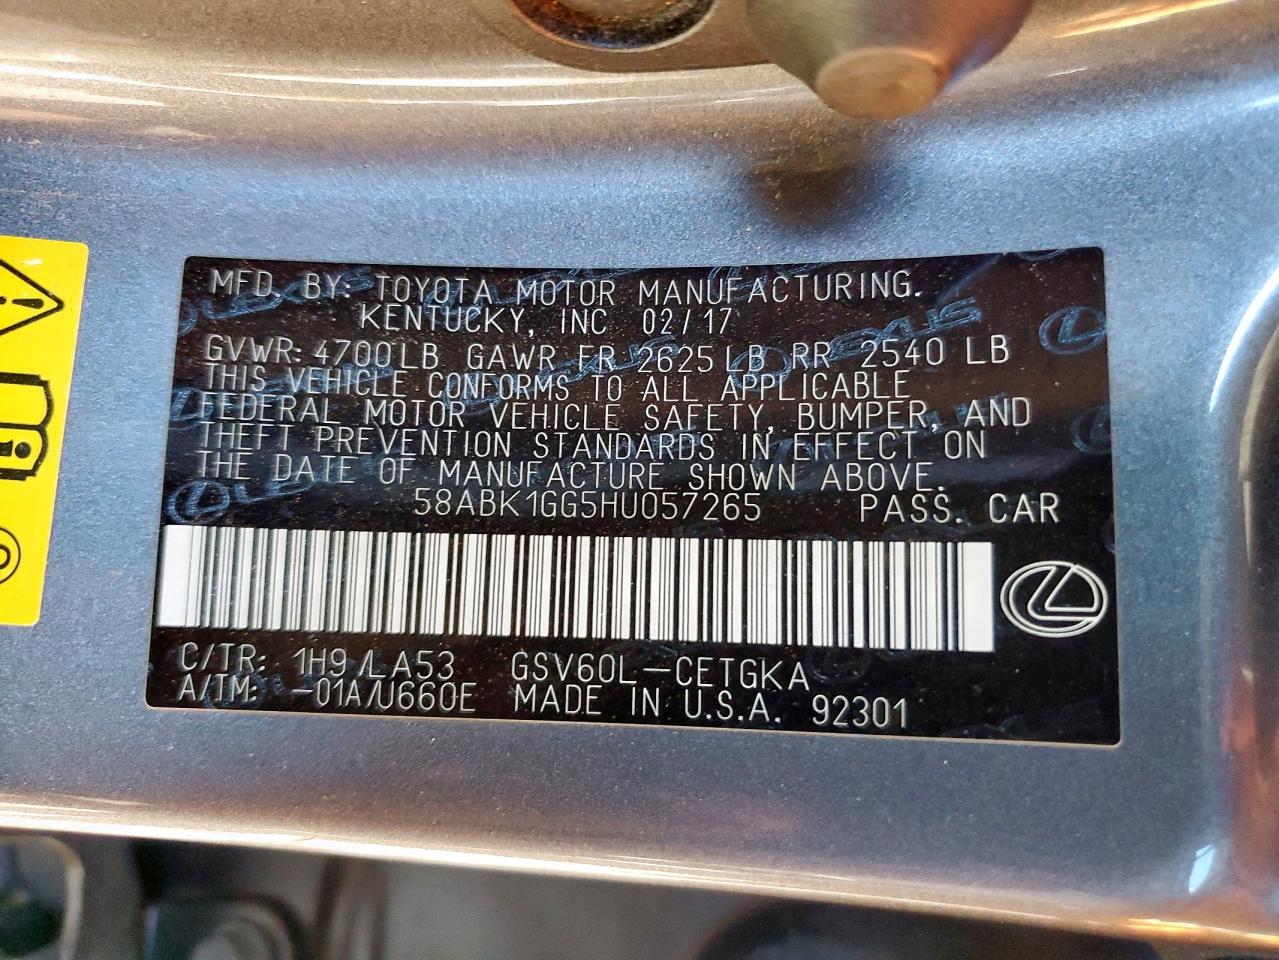 MFD. BY: TOYOTA MOTOR MANUFACTURING.
KENTUCKY, INC 02/17
GVWR: 4700LB GAWR FR 2625 LB RR 2540 LB
THIS VEHICLE CONFORMS TO ALL APPLICABLE
FEDERAL MOTOR VEHICLE SAFETY, BUMPER, AND
THEFT PREVENTION STANDARDS IN EFFECT ON
THE DATE OF MANUFACTURE SHOWN ABOVE.
58ABK1GG5HU057265 PASS. CAR
C/TR: 1H9/LA53 GSV60L-CETGKA
A/TM: -01A/U660E MADE IN U.S.A. 92301